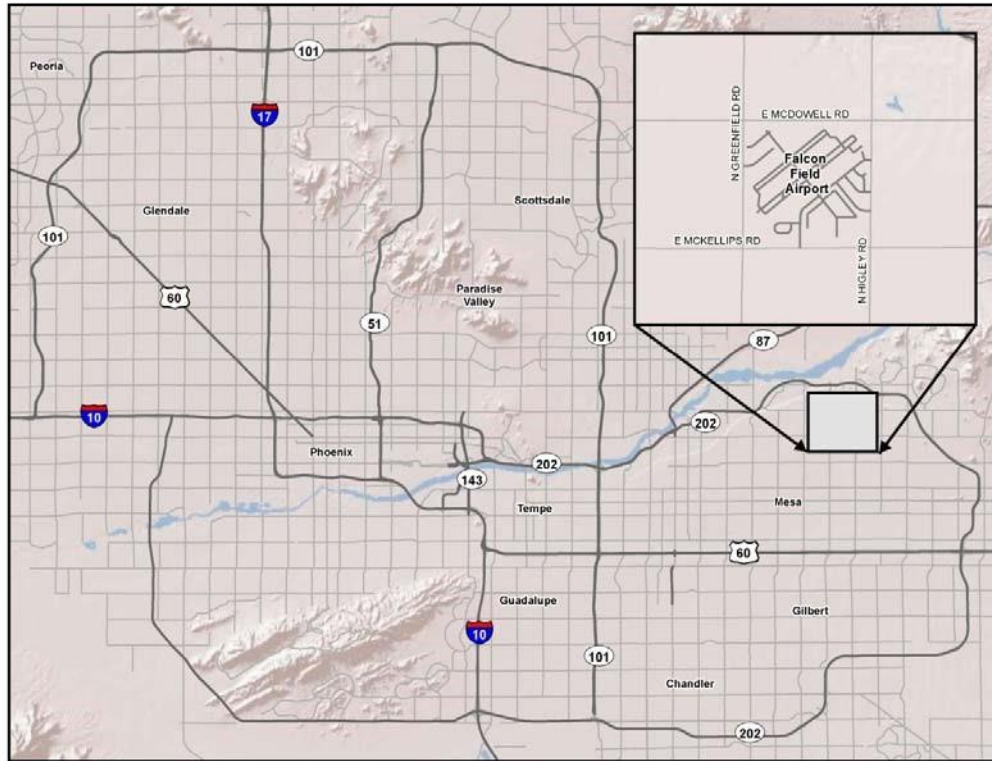 101
Peoria
17
N GREENFIELD RD
E MCDOWELL RD
Falcon
Field
Airport
E MCKELLIPS RD
N HIGLEY RD
Glendale
Scottsdale
101
60
Paradise
Valley
51
101
87
10
202
Phoenix
202
143
Tempe
Mesa
60
Guadalupe
Gilbert
10
101
Chandler
202